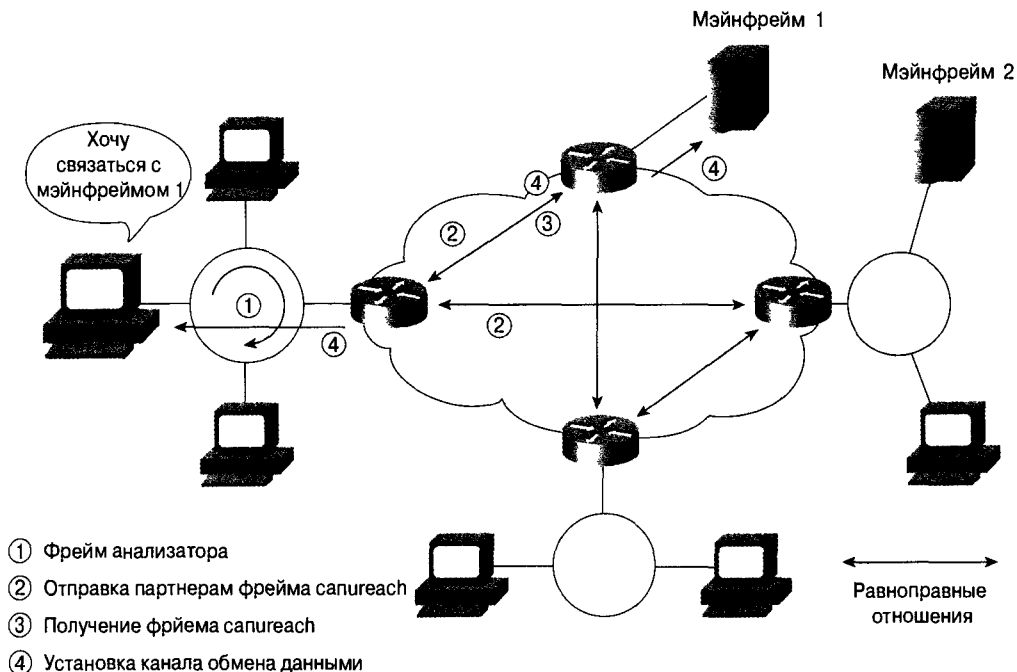 Мэйнфрейм 1
Мэйнфрейм 2
Хочу
связаться с
мэйнфреймом 1
④
④
②
③
①
②
④
① Фрейм анализатора
② Отправка партнерам фрейма canureach
③ Получение фрйема canureach
④ Установка канала обмена данными
Равноправные
отношения